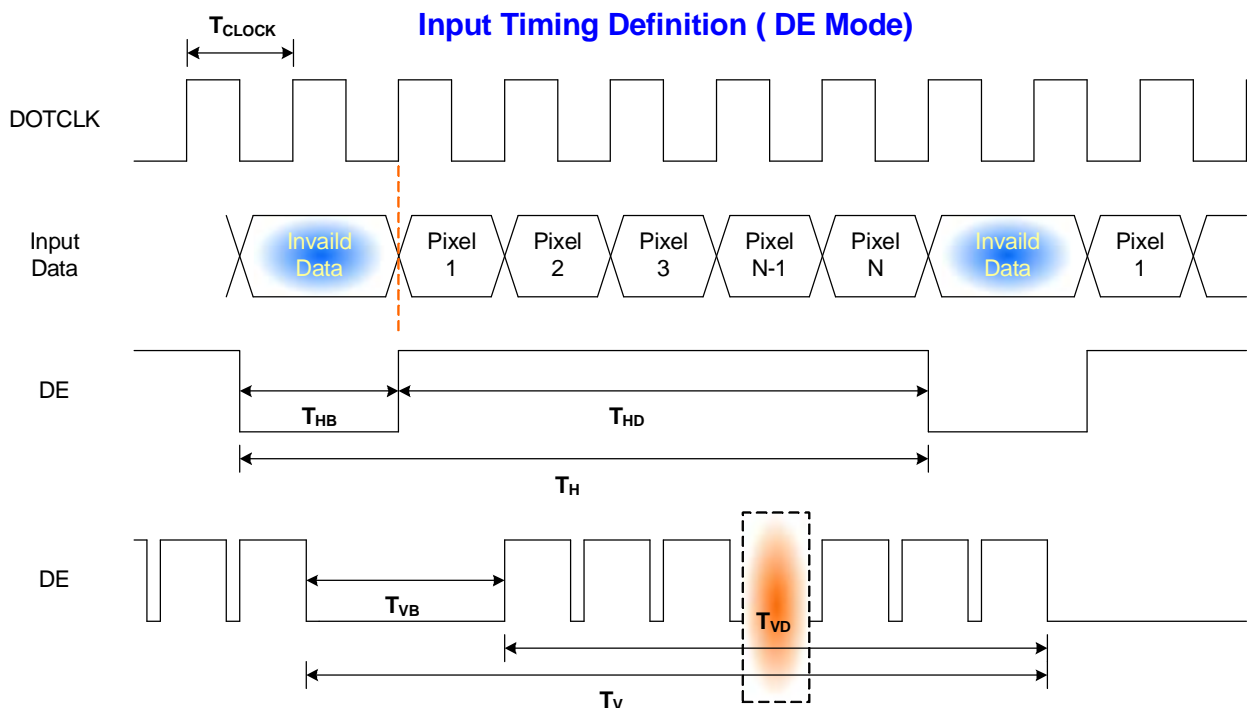 Input Timing Definition ( DE Mode)
TCLOCK
DOTCLK
Input
Data
Invaild
Data
Pixel
1
Pixel
2
Pixel
3
Pixel
N-1
Pixel
N
Invaild
Data
Pixel
1
DE
THB
THD
TH
DE
TVB
TVD
TV